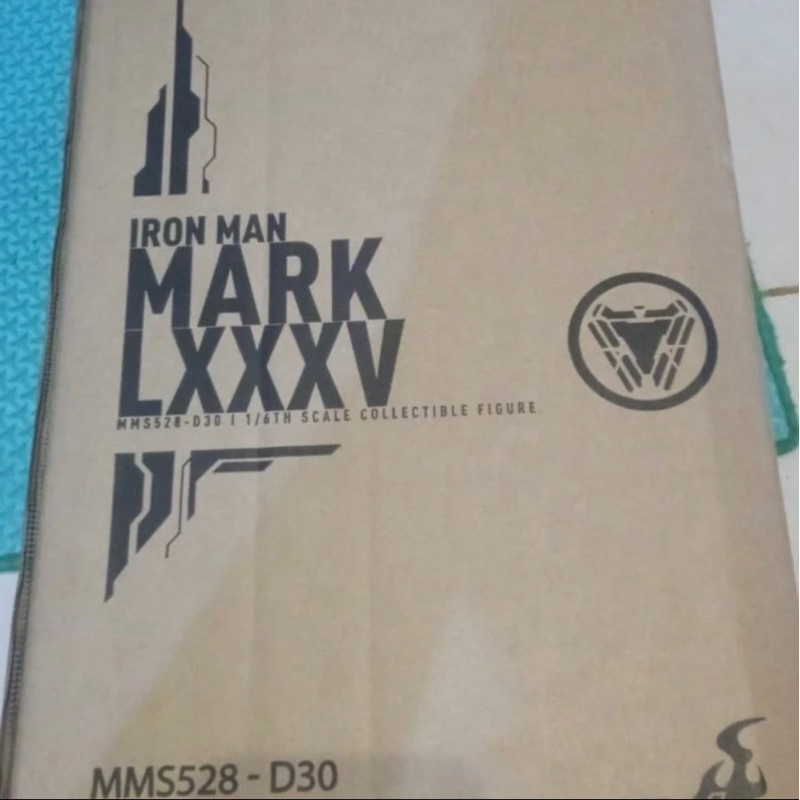 IRON MAN
MARK
LXXXV
MMS528-D30 | 1/6TH SCALE COLLECTIBLE FIGURE
MMS528 - D30